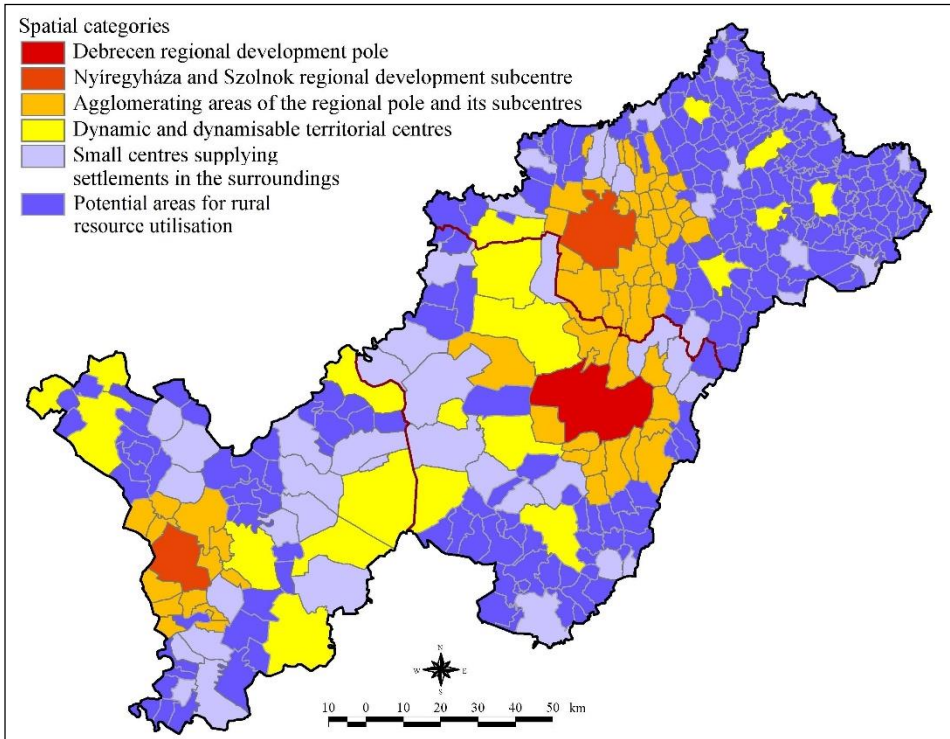 Spatial categories
Debrecen regional development pole
Nyíregyháza and Szolnok regional development subcentre
Agglomerating areas of the regional pole and its subcentres
Dynamic and dynamisable territorial centres
Small centres supplying
settlements in the surroundings
Potential areas for rural
resource utilisation
N
W E
S
10 0 10 20 30 40 50 km